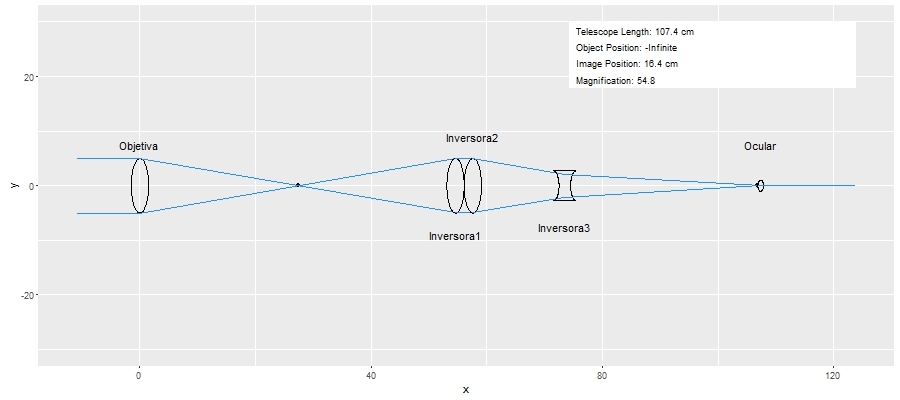 Telescope Length: 107.4 cm
Object Position: -Infinite
Image Position: 16.4 cm
Magnification: 54.8
Objetiva
Inversora2
Ocular
Inversora1
Inversora3
20
0
-20
y
0
40
80
120
x